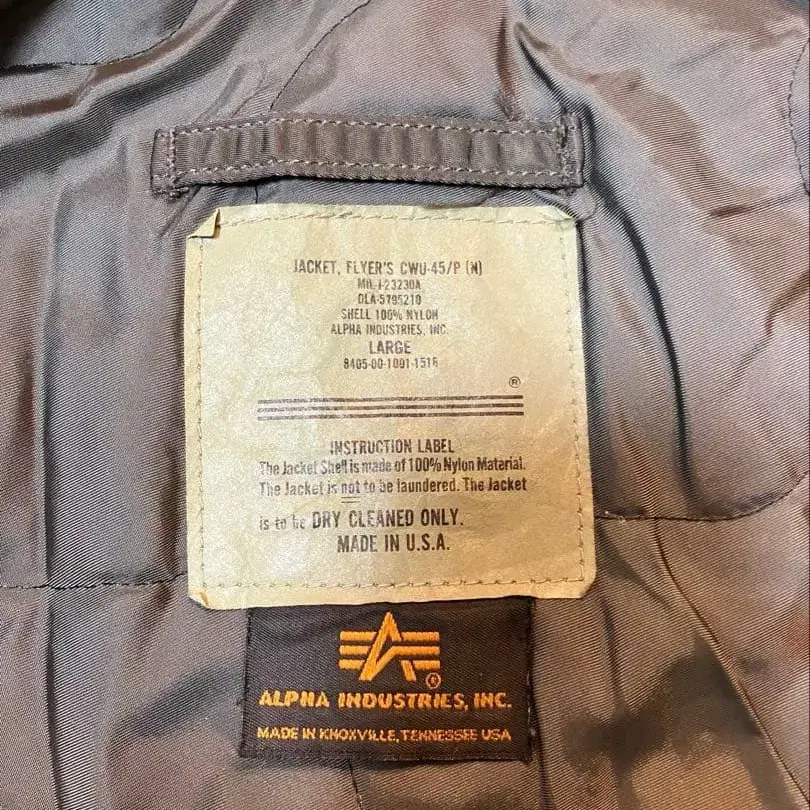 JACKET, FLYER'S CWU-45/P (N)
MIL-J-23230A
DLA-5795210
SHELL 100% NYLON
ALPHA INDUSTRIES, INC.
LARGE
8405-00-1001-1516
®
INSTRUCTION LABEL
The Jacket Shell is made of 100% Nylon Material.
The Jacket is not to be laundered. The Jacket
is to be DRY CLEANED ONLY.
MADE IN U.S.A.
®
ALPHA INDUSTRIES, INC.
MADE IN KNOXVILLE, TENNESSEE USA